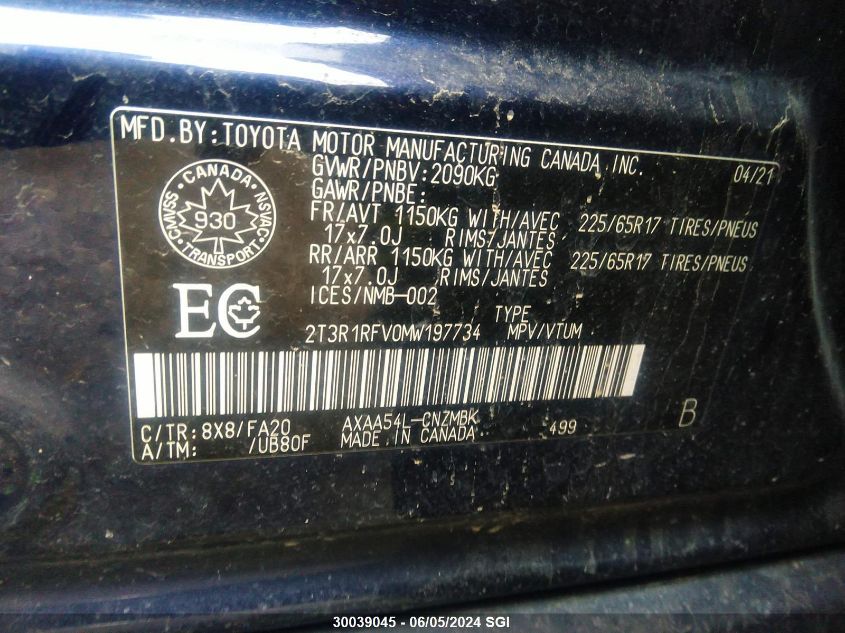 MFD.BY:TOYOTA MOTOR MANUFACTURING CANADA,INC. 04/21
GVWR/PNBV:2090KG
GAWR/PNBE:
FR/AVT 1150KG WITH/AVEC 225/65R17 TIRES/PNEUS
17x7.0J RIMS/JANTES
RR/ARR 1150KG WITH/AVEC 225/65R17 TIRES/PNEUS
17x7.0J RIMS/JANTES
ICES/NMB-002
CANADA
CMVSS 930 NSVAC
TRANSPORT
EC
TYPE
2T3R1RFV0MW197734 MPV/VTUM
C/TR:8X8/FA20 AXAA54L-CNZMBK 499 B
A/TM: /UB80F MADE IN CANADA
30039045 - 06/05/2024 SGI